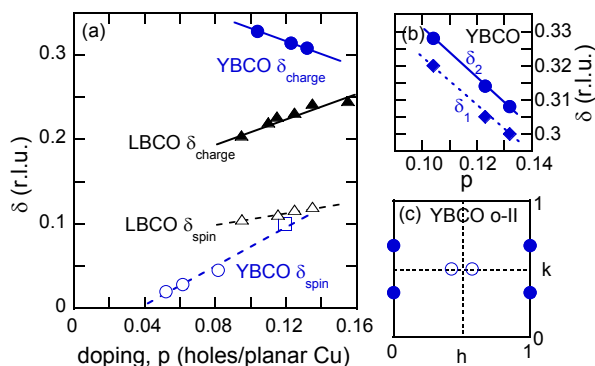 (a)
YBCO δcharge
LBCO δcharge
LBCO δspin
YBCO δspin
δ (r.l.u.)
0.3
0.2
0.1
0
0 0.04 0.08 0.12 0.16
doping, p (holes/planar Cu)
(b) YBCO
δ2
δ1
0.33
0.32
0.31
0.3
δ (r.l.u.)
0.10 0.12 0.14
p
(c) YBCO o-II
1
k
0
0 h 1